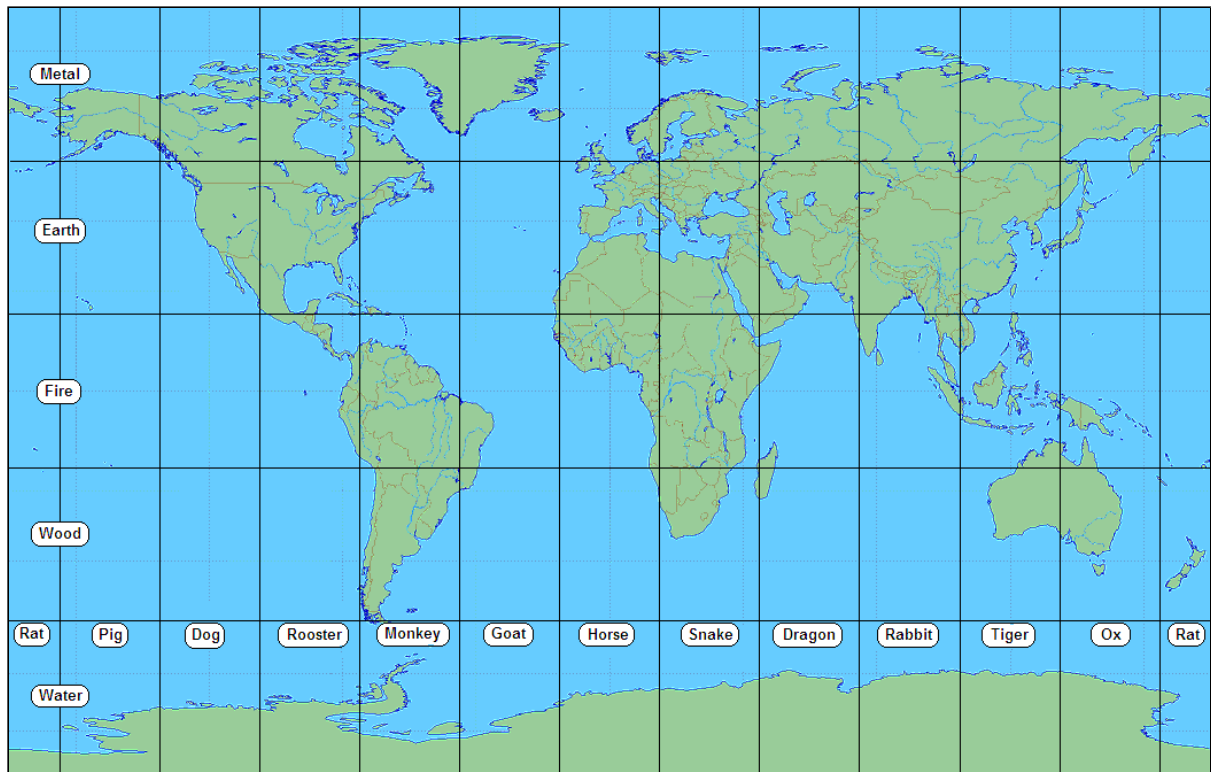 Metal
Earth
Fire
Wood
Rat Pig Dog Rooster Monkey Goat Horse Snake Dragon Rabbit Tiger Ox Rat
Water